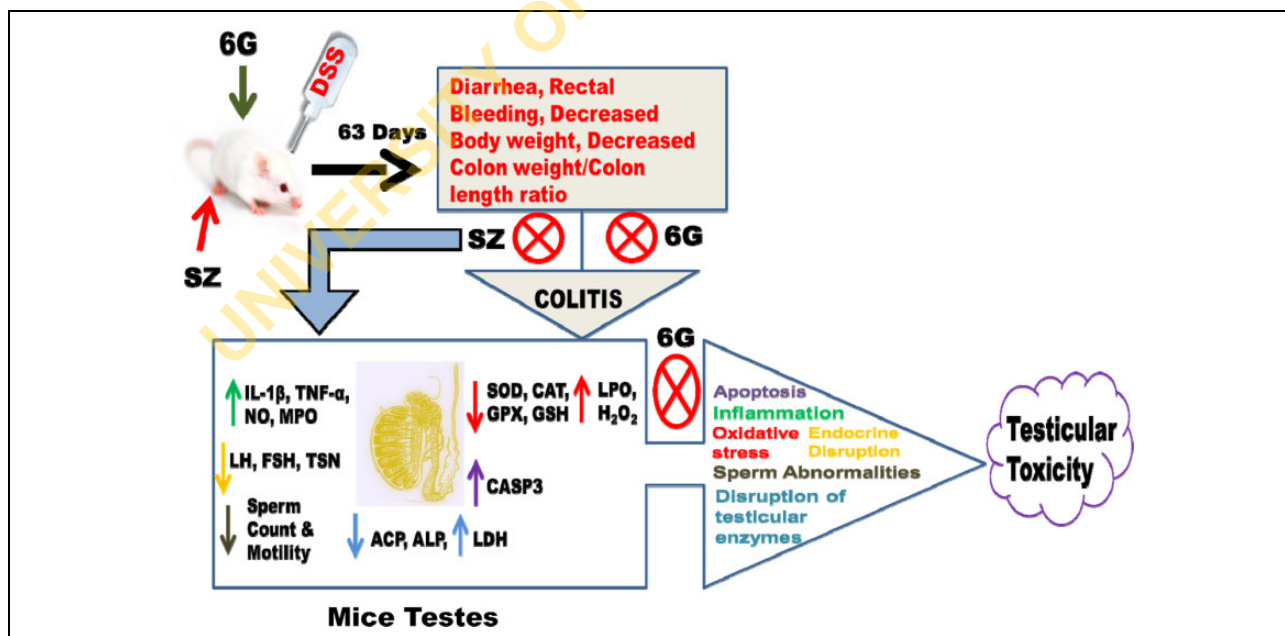 6G
DSS
63 Days
SZ
Diarrhea, Rectal
Bleeding, Decreased
Body weight, Decreased
Colon weight/Colon
length ratio
SZ
6G
COLITIS
6G
IL-1β, TNF-α,
NO, MPO
LH, FSH, TSN
Sperm
Count &
Motility
SOD, CAT,
GPX, GSH
LPO,
H₂O₂
CASP3
ACP, ALP,
LDH
Mice Testes
Apoptosis
Inflammation
Oxidative
stress
Endocrine
Disruption
Sperm Abnormalities
Disruption of
testicular
enzymes
Testicular
Toxicity
UNIVERSITY O